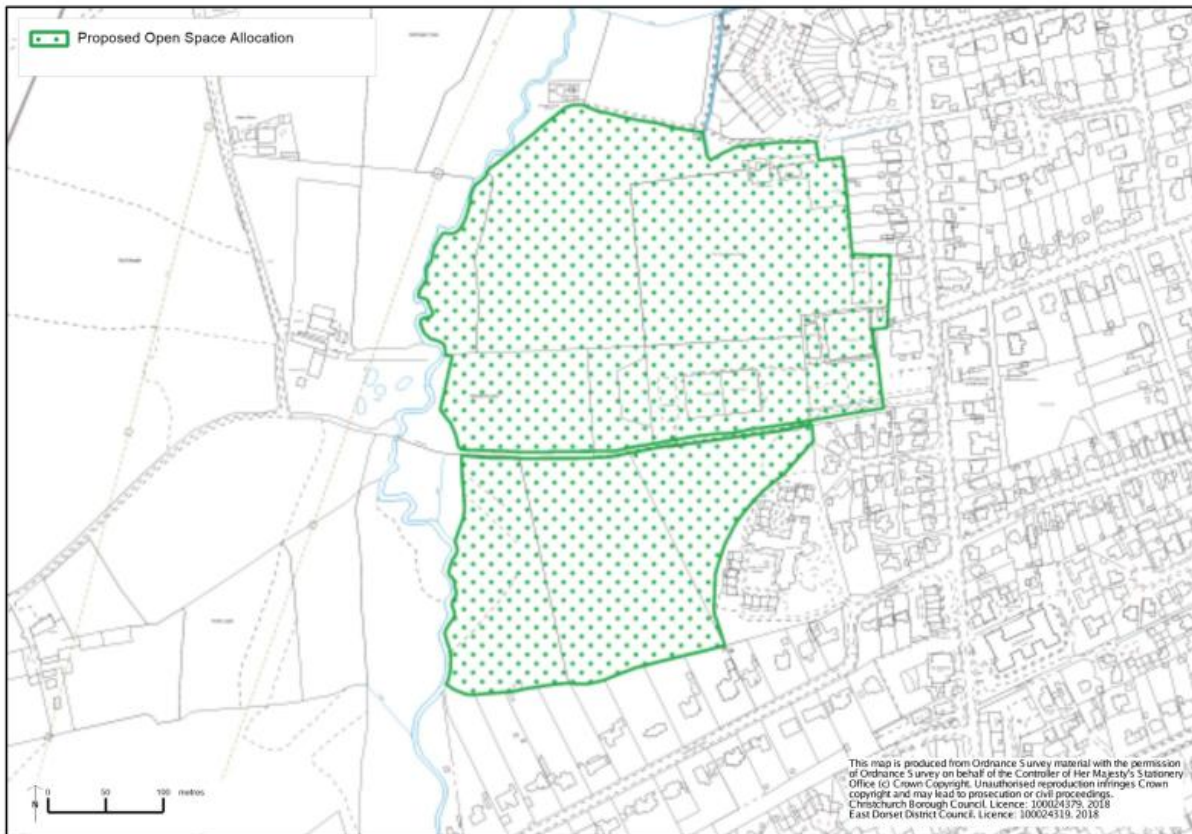 Proposed Open Space Allocation
N
0 50 100 metres
This map is produced from Ordnance Survey material with the permission
of Ordnance Survey on behalf of the Controller of Her Majesty's Stationery
Office (c) Crown Copyright. Unauthorised reproduction infringes Crown
copyright and may lead to prosecution or civil proceedings.
Christchurch Borough Council. Licence: 100024379. 2018
East Dorset District Council. Licence: 100024319. 2018